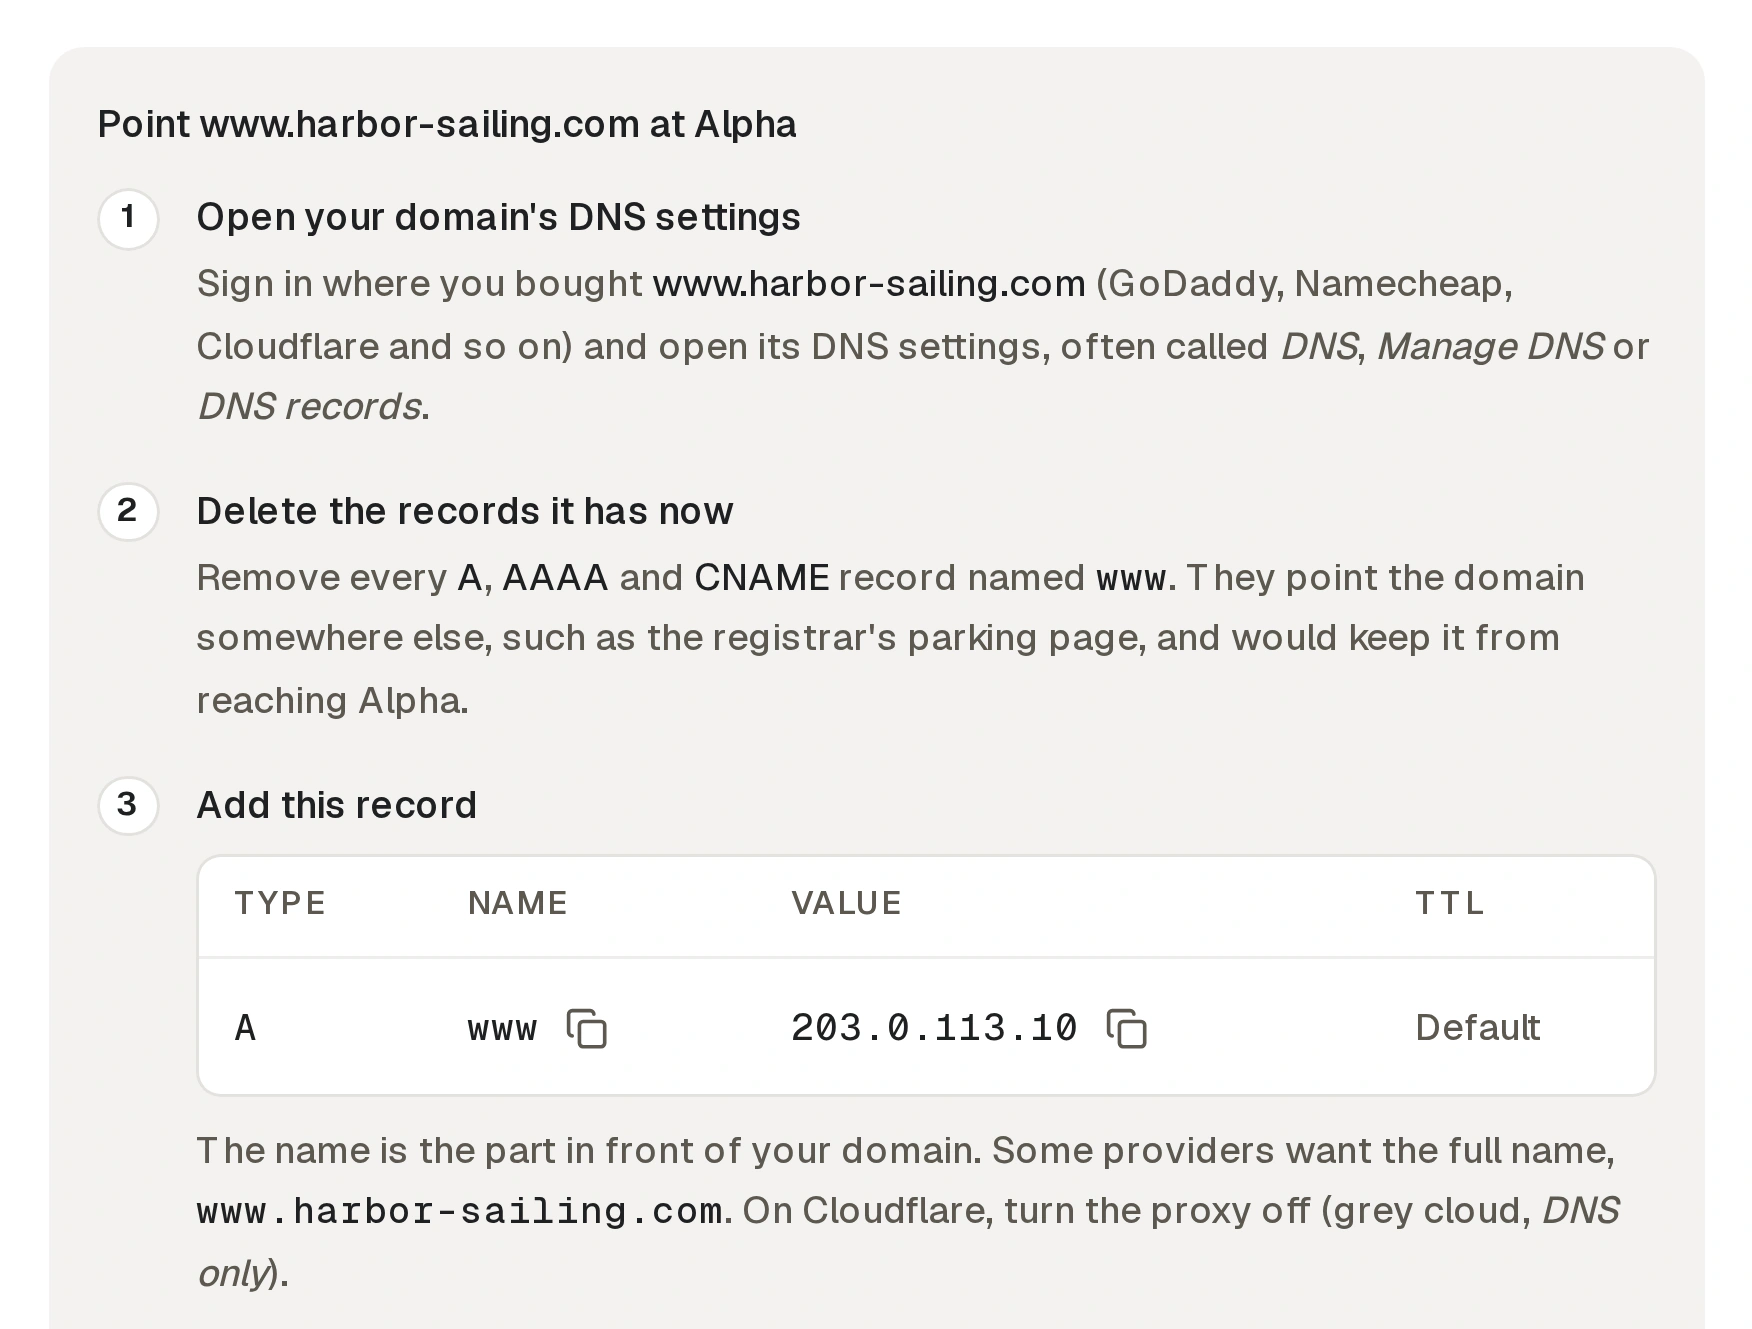 Point www.harbor-sailing.com at Alpha
1 Open your domain's DNS settings
Sign in where you bought www.harbor-sailing.com (GoDaddy, Namecheap,
Cloudflare and so on) and open its DNS settings, often called DNS, Manage DNS or
DNS records.
2 Delete the records it has now
Remove every A, AAAA and CNAME record named www. They point the domain
somewhere else, such as the registrar's parking page, and would keep it from
reaching Alpha.
3 Add this record
TYPE NAME VALUE TTL
A www 203.0.113.10 Default
The name is the part in front of your domain. Some providers want the full name,
www.harbor-sailing.com. On Cloudflare, turn the proxy off (grey cloud, DNS
only).